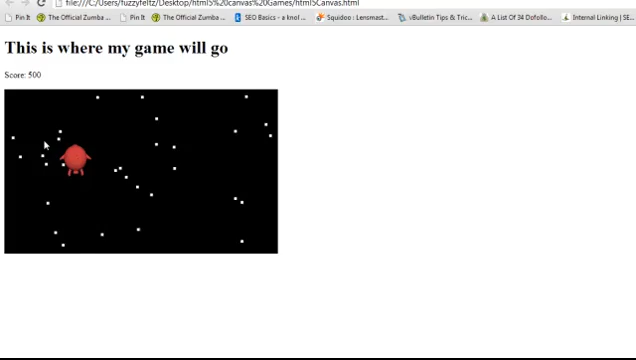 file:///C:/Users/fuzzyfeltz/Desktop/html5%20canvas%20Games/html5Canvas.html
Pin It The Official Zumba ... Pin It The Official Zumba ... SEO Basics - a knol ... Squidoo : Lensmast... vBulletin Tips & Tric... A List Of 34 Dofollo... Internal Linking | SE...
This is where my game will go
Score: 500